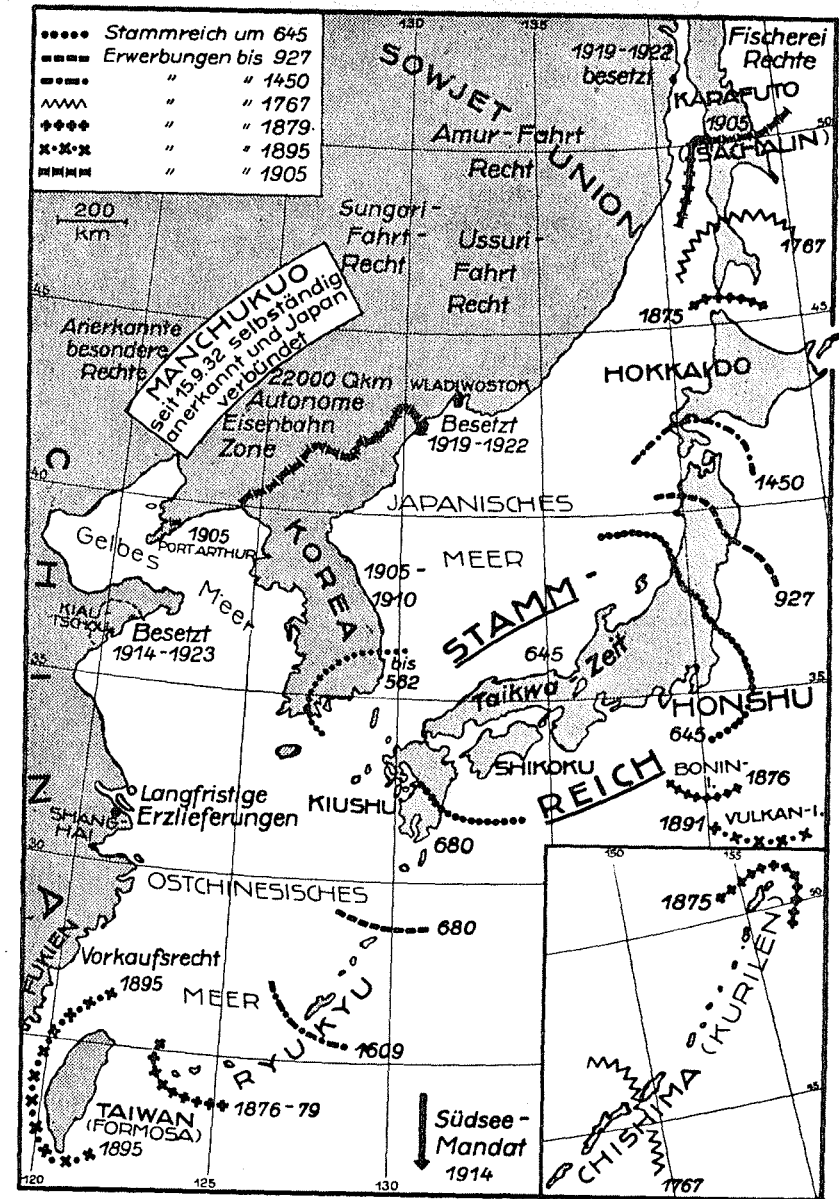 Stammreich um 645
Erwerbungen bis 927
" " 1450
" " 1767
" " 1879
" " 1895
" " 1905
200
km
130
135
SOWJET UNION
1919-1922
besetzt
Fischerei
Rechte
KARAFUTO
1905
(SACHALIN)
50
Amur-Fahrt
Recht
Sungari-
Fahrt-
Recht
Ussuri-
Fahrt
Recht
1767
45
1875
45
Anerkannte
besondere
Rechte
MANCHUKUO
seit 15.9.32 selbständig
anerkannt und Japan
verbündet
HOKKAIDO
22000 Qkm
Autonome
Eisenbahn
Zone
WLADIWOSTOK
Besetzt
1919-1922
1450
40
CHINA
JAPANISCHES
MEER
Gelbes
Meer
1905
PORT ARTHUR
KOREA
1905-
1910
927
KIAU-
TSCHOU
Besetzt
1914-1923
STAMM-
REICH
645
Taikwa Zeit
bis
562
35
35
HONSHU
645
SHIKOKU
KIUSHU
680
BONIN-
I.
1876
1891
VULKAN-I.
Langfristige
Erzlieferungen
SHANG-
HAI
30
OSTCHINESISCHES
MEER
680
FUKIEN
Vorkaufsrecht
1895
1609
RYUKYU
1876-79
TAIWAN
(FORMOSA)
1895
Südsee-
Mandat
1914
120
125
130
150
155
1875
50
CHISHIMA (KURILEN)
1767